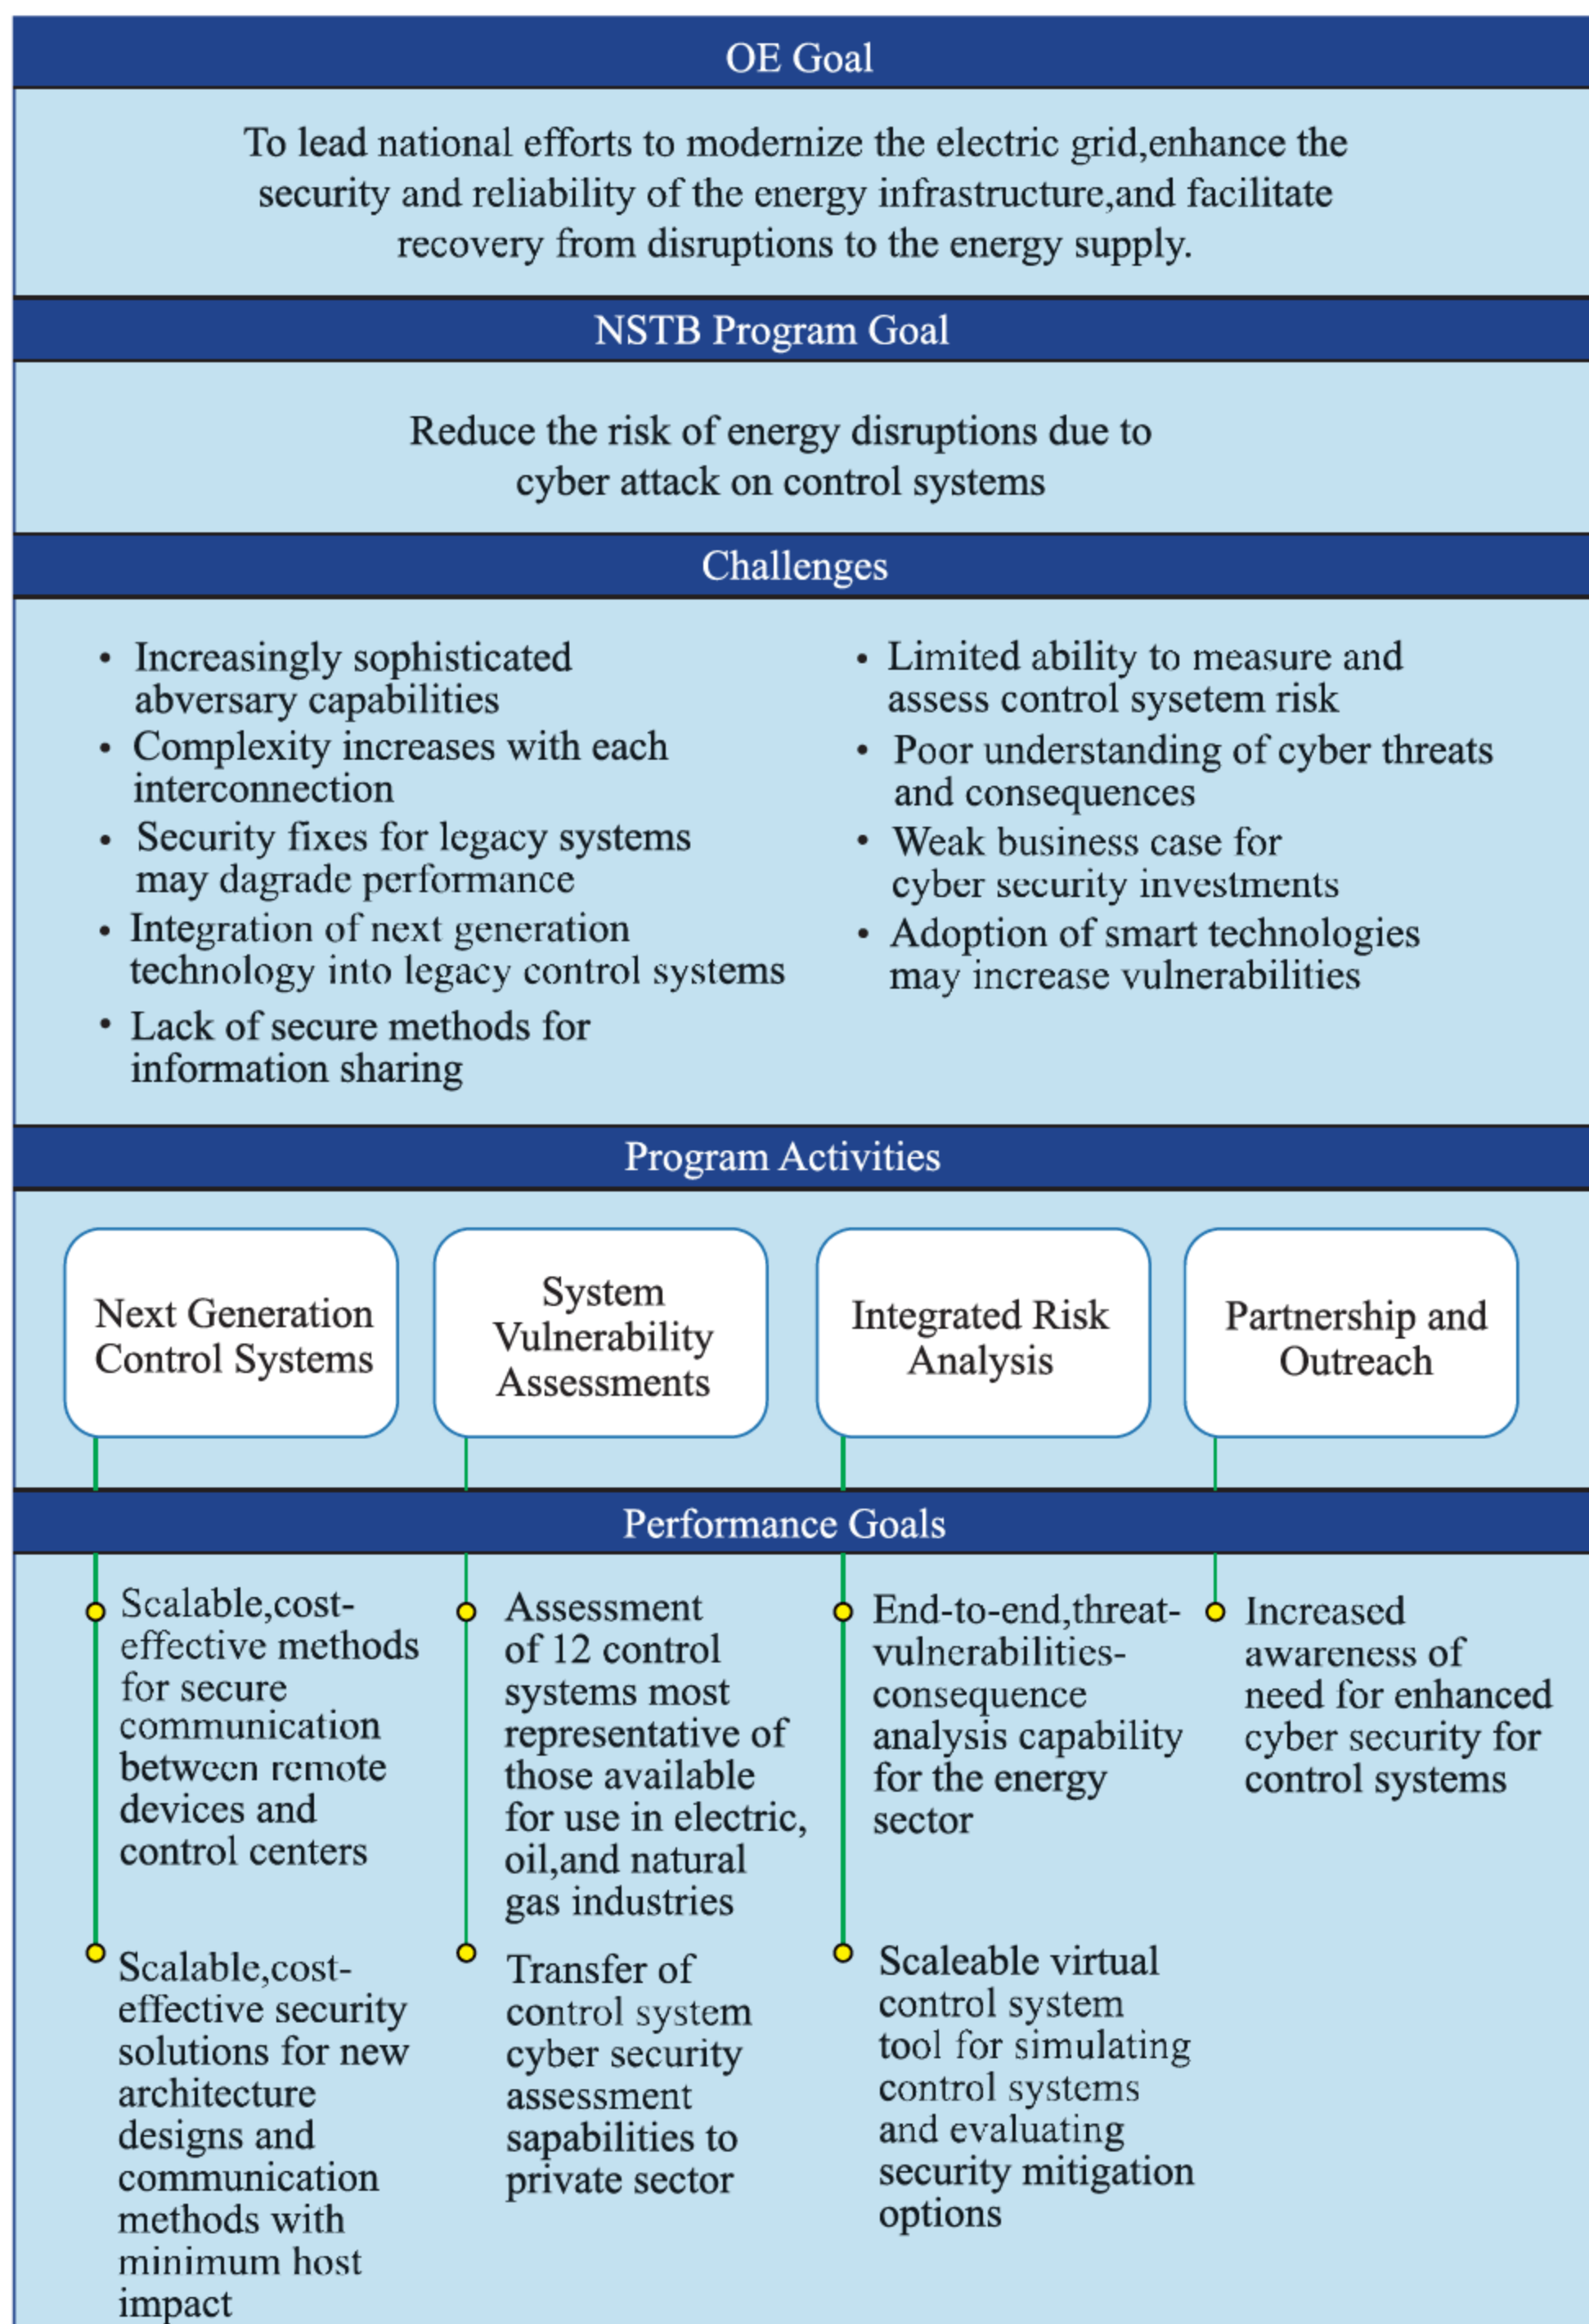 OE Goal
To lead national efforts to modernize the electric grid,enhance the
security and reliability of the energy infrastructure,and facilitate
recovery from disruptions to the energy supply.
NSTB Program Goal
Reduce the risk of energy disruptions due to
cyber attack on control systems
Challenges
• Increasingly sophisticated
abversary capabilities
• Complexity increases with each
interconnection
• Security fixes for legacy systems
may dagrade performance
• Integration of next generation
technology into legacy control systems
• Lack of secure methods for
information sharing
• Limited ability to measure and
assess control sysetem risk
• Poor understanding of cyber threats
and consequences
• Weak business case for
cyber security investments
• Adoption of smart technologies
may increase vulnerabilities
Program Activities
Next Generation
Control Systems
System
Vulnerability
Assessments
Integrated Risk
Analysis
Partnership and
Outreach
Performance Goals
Scalable,cost-
effective methods
for secure
communication
between remote
devices and
control centers
Scalable,cost-
effective security
solutions for new
architecture
designs and
communication
methods with
minimum host
impact
Assessment
of 12 control
systems most
representative of
those available
for use in electric,
oil,and natural
gas industries
Transfer of
control system
cyber security
assessment
sapabilities to
private sector
End-to-end,threat-
vulnerabilities-
consequence
analysis capability
for the energy
sector
Scaleable virtual
control system
tool for simulating
control systems
and evaluating
security mitigation
options
Increased
awareness of
need for enhanced
cyber security for
control systems